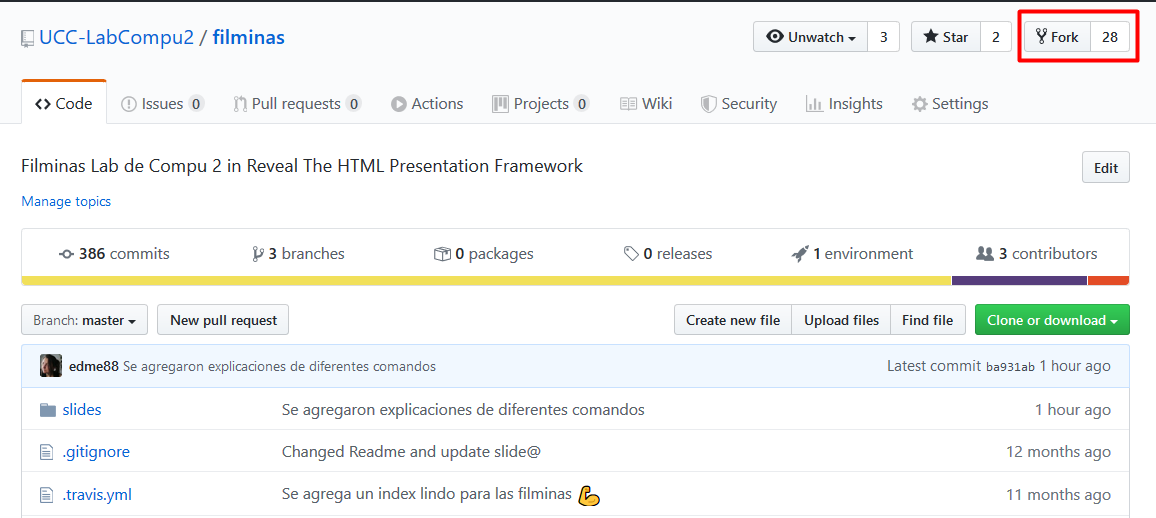 UCC-LabCompu2 / filminas Unwatch 3 Star 2 Fork 28
Code Issues 0 Pull requests 0 Actions Projects 0 Wiki Security Insights Settings
Filminas Lab de Compu 2 in Reveal The HTML Presentation Framework Edit
Manage topics
386 commits 3 branches 0 packages 0 releases 1 environment 3 contributors
Branch: master New pull request Create new file Upload files Find file Clone or download
edme88 Se agregaron explicaciones de diferentes comandos Latest commit ba931ab 1 hour ago
slides Se agregaron explicaciones de diferentes comandos 1 hour ago
.gitignore Changed Readme and update slide@ 12 months ago
.travis.yml Se agrega un index lindo para las filminas 💪 11 months ago